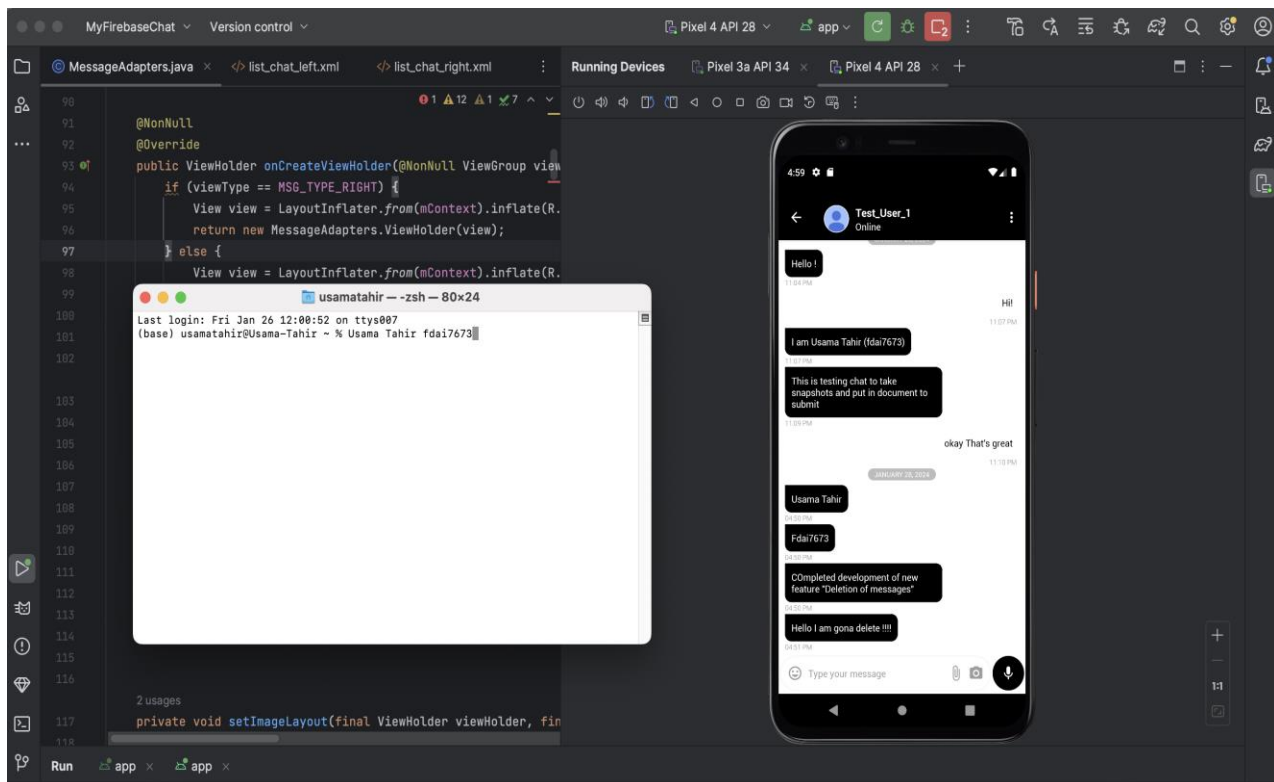 MyFirebaseChat Version control Pixel 4 API 28 app 2
MessageAdapters.java list_chat_left.xml list_chat_right.xml
Running Devices Pixel 3a API 34 Pixel 4 API 28
1 12 1 7
90
91 @NonNull
92 @Override
93 public ViewHolder onCreateViewHolder(@NonNull ViewGroup view
94 if (viewType == MSG_TYPE_RIGHT) {
95 View view = LayoutInflater.from(mContext).inflate(R.
96 return new MessageAdapters.ViewHolder(view);
97 } else {
98 View view = LayoutInflater.from(mContext).inflate(R.
99
100
101
102
103
104
105
106
107
108
109
110
111
112
113
114
115
116
2 usages
117 private void setImageLayout(final ViewHolder viewHolder, fin
118
usamatahir — -zsh — 80×24
Last login: Fri Jan 26 12:00:52 on ttys007
(base) usamatahir@Usama-Tahir ~ % Usama Tahir fdai7673
4:59
Test_User_1
Online
Hello !
11:04 PM
Hi!
11:07 PM
I am Usama Tahir (fdai7673)
11:07 PM
This is testing chat to take
snapshots and put in document to
submit
11:09 PM
okay That's great
11:10 PM
JANUARY 28, 2024
Usama Tahir
04:50 PM
Fdai7673
04:50 PM
COmpleted development of new
feature "Deletion of messages"
04:50 PM
Hello I am gona delete !!!!
04:51 PM
Type your message
1:1
Run app app